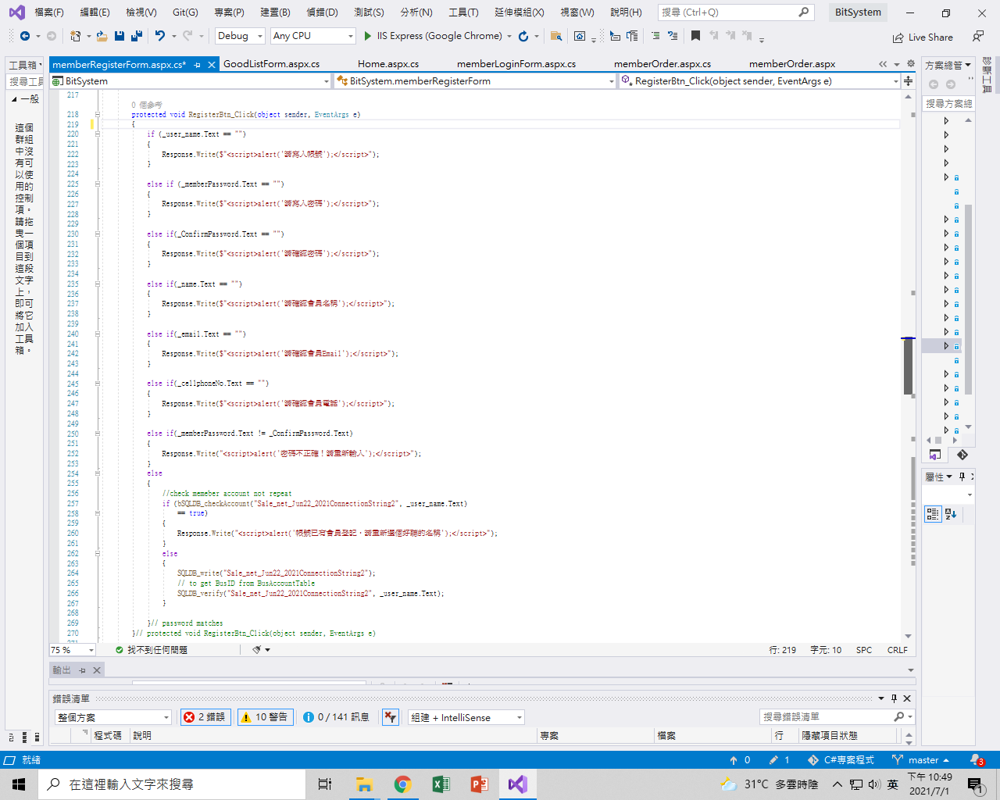 檔案(F) 編輯(E) 檢視(V) Git(G) 專案(P) 建置(B) 偵錯(D) 測試(S) 分析(N) 工具(T) 延伸模組(X) 視窗(W) 說明(H) 搜尋 (Ctrl+Q) BitSystem
Debug Any CPU IIS Express (Google Chrome) Live Share
工具箱
搜尋工具
一般
這個
群組
中沒
有可
以使
用的
控制
項。
請拖
曳一
個項
目到
這段
文字
上，
即可
將它
加入
工具
箱。
memberRegisterForm.aspx.cs* GoodListForm.aspx.cs Home.aspx.cs memberLoginForm.aspx.cs memberOrder.aspx.cs memberOrder.aspx
BitSystem BitSystem.memberRegisterForm RegisterBtn_Click(object sender, EventArgs e)
217
0 個參考
218 protected void RegisterBtn_Click(object sender, EventArgs e)
219 {
220 if (_user_name.Text == "")
221 {
222 Response.Write($"<script>alert('請寫入帳號');</script>");
223 }
224
225 else if (_memberPassword.Text == "")
226 {
227 Response.Write($"<script>alert('請寫入密碼');</script>");
228 }
229
230 else if(_ConfirmPassword.Text == "")
231 {
232 Response.Write($"<script>alert('請確認密碼');</script>");
233 }
234
235 else if(_name.Text == "")
236 {
237 Response.Write($"<script>alert('請確認會員名稱');</script>");
238 }
239
240 else if(_email.Text == "")
241 {
242 Response.Write($"<script>alert('請確認會員Email');</script>");
243 }
244
245 else if(_cellphoneNo.Text == "")
246 {
247 Response.Write($"<script>alert('請確認會員電話');</script>");
248 }
249
250 else if(_memberPassword.Text != _ConfirmPassword.Text)
251 {
252 Response.Write("<script>alert('密碼不正確！請重新輸入');</script>");
253 }
254 else
255 {
256 //check memeber account not repeat
257 if (bSQLDB_checkAccount("Sale_net_Jun22_2021ConnectionString2", _user_name.Text)
258 == true)
259 {
260 Response.Write("<script>alert('帳號已有會員登記，請重新選個好聽的名稱');</script>");
261 }
262 else
263 {
264 SQLDB_write("Sale_net_Jun22_2021ConnectionString2");
265 // to get BusID from BusAccountTable
266 SQLDB_verify("Sale_net_Jun22_2021ConnectionString2", _user_name.Text);
267 }
268
269 }// password matches
270 }// protected void RegisterBtn_Click(object sender, EventArgs e)
75 % 找不到任何問題 行: 219 字元: 10 SPC CRLF
輸出
錯誤清單
整個方案 2 錯誤 10 警告 0 / 141 訊息 組建 + IntelliSense 搜尋錯誤清單
程式碼 說明 專案 檔案 行 隱藏項目狀態
方案總管
搜尋方案總
屬性
診斷工具
就緒 0 1 C#專案程式 master 3
在這裡輸入文字來搜尋 31°C 多雲時陰 英 下午 10:49
2021/7/1 1